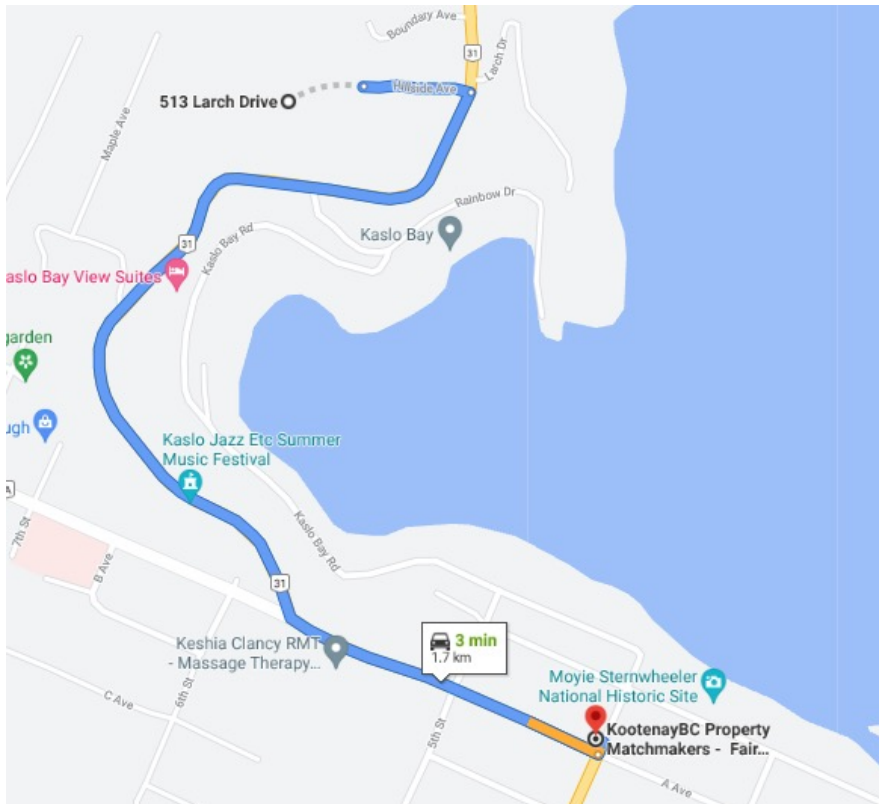 Boundary Ave
31
Larch Dr
Hillside Ave
513 Larch Drive
Maple Ave
Rainbow Dr
Kaslo Bay
Kaslo Bay Rd
31
aslo Bay View Suites
garden
ugh
Kaslo Jazz Etc Summer
Music Festival
A
7th St
Kaslo Bay Rd
B Ave
31
3 min
1.7 km
Keshia Clancy RMT
- Massage Therapy...
Moyie Sternwheeler
National Historic Site
6th St
C Ave
5th St
KootenayBC Property
Matchmakers - Fair...
A Ave